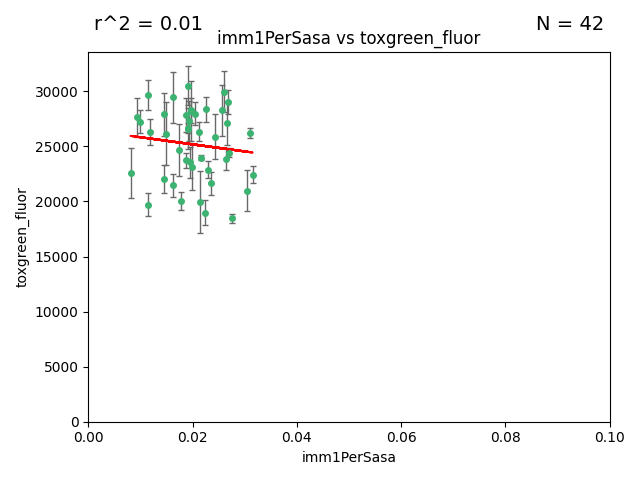 r^2 = 0.01
N = 42
imm1PerSasa vs toxgreen_fluor
30000
25000
20000
15000
10000
5000
0
toxgreen_fluor
0.00 0.02 0.04 0.06 0.08 0.10
imm1PerSasa